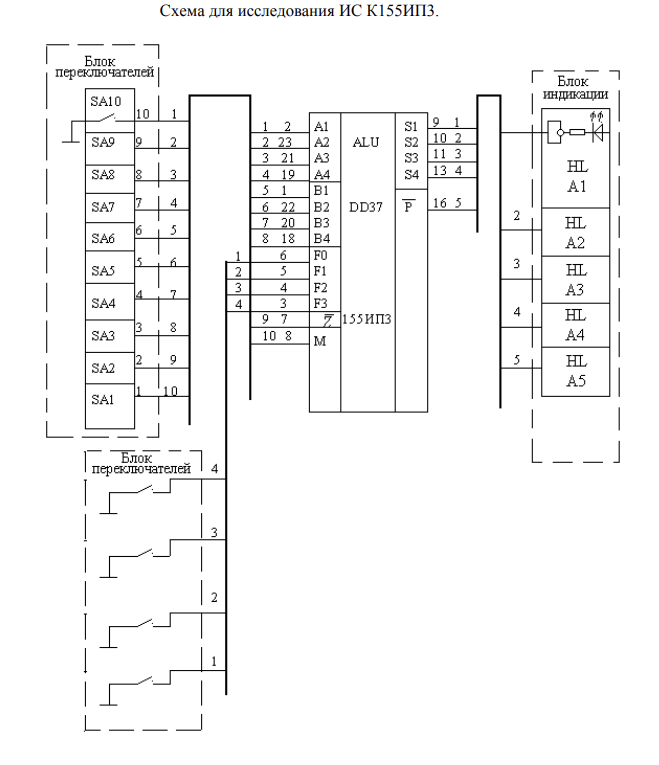 Схема для исследования ИС К155ИП3.
Блок
переключателей
SA10 10 1
SA9 9 2
SA8 8 3
SA7 7 4
SA6 6 5
SA5 5 6
SA4 4 7
SA3 3 8
SA2 2 9
SA1 1 10
1 2 A1
2 23 A2
3 21 A3
4 19 A4
5 1 B1
6 22 B2
7 20 B3
8 18 B4
1 6 F0
2 5 F1
3 4 F2
4 3 F3
9 7 Z
10 8 M
ALU
DD37
155ИП3
S1 9 1
S2 10 2
S3 11 3
S4 13 4
P 16 5
Блок
индикации
HL
A1
2 HL
A2
3 HL
A3
4 HL
A4
5 HL
A5
Блок
переключателей
4
3
2
1